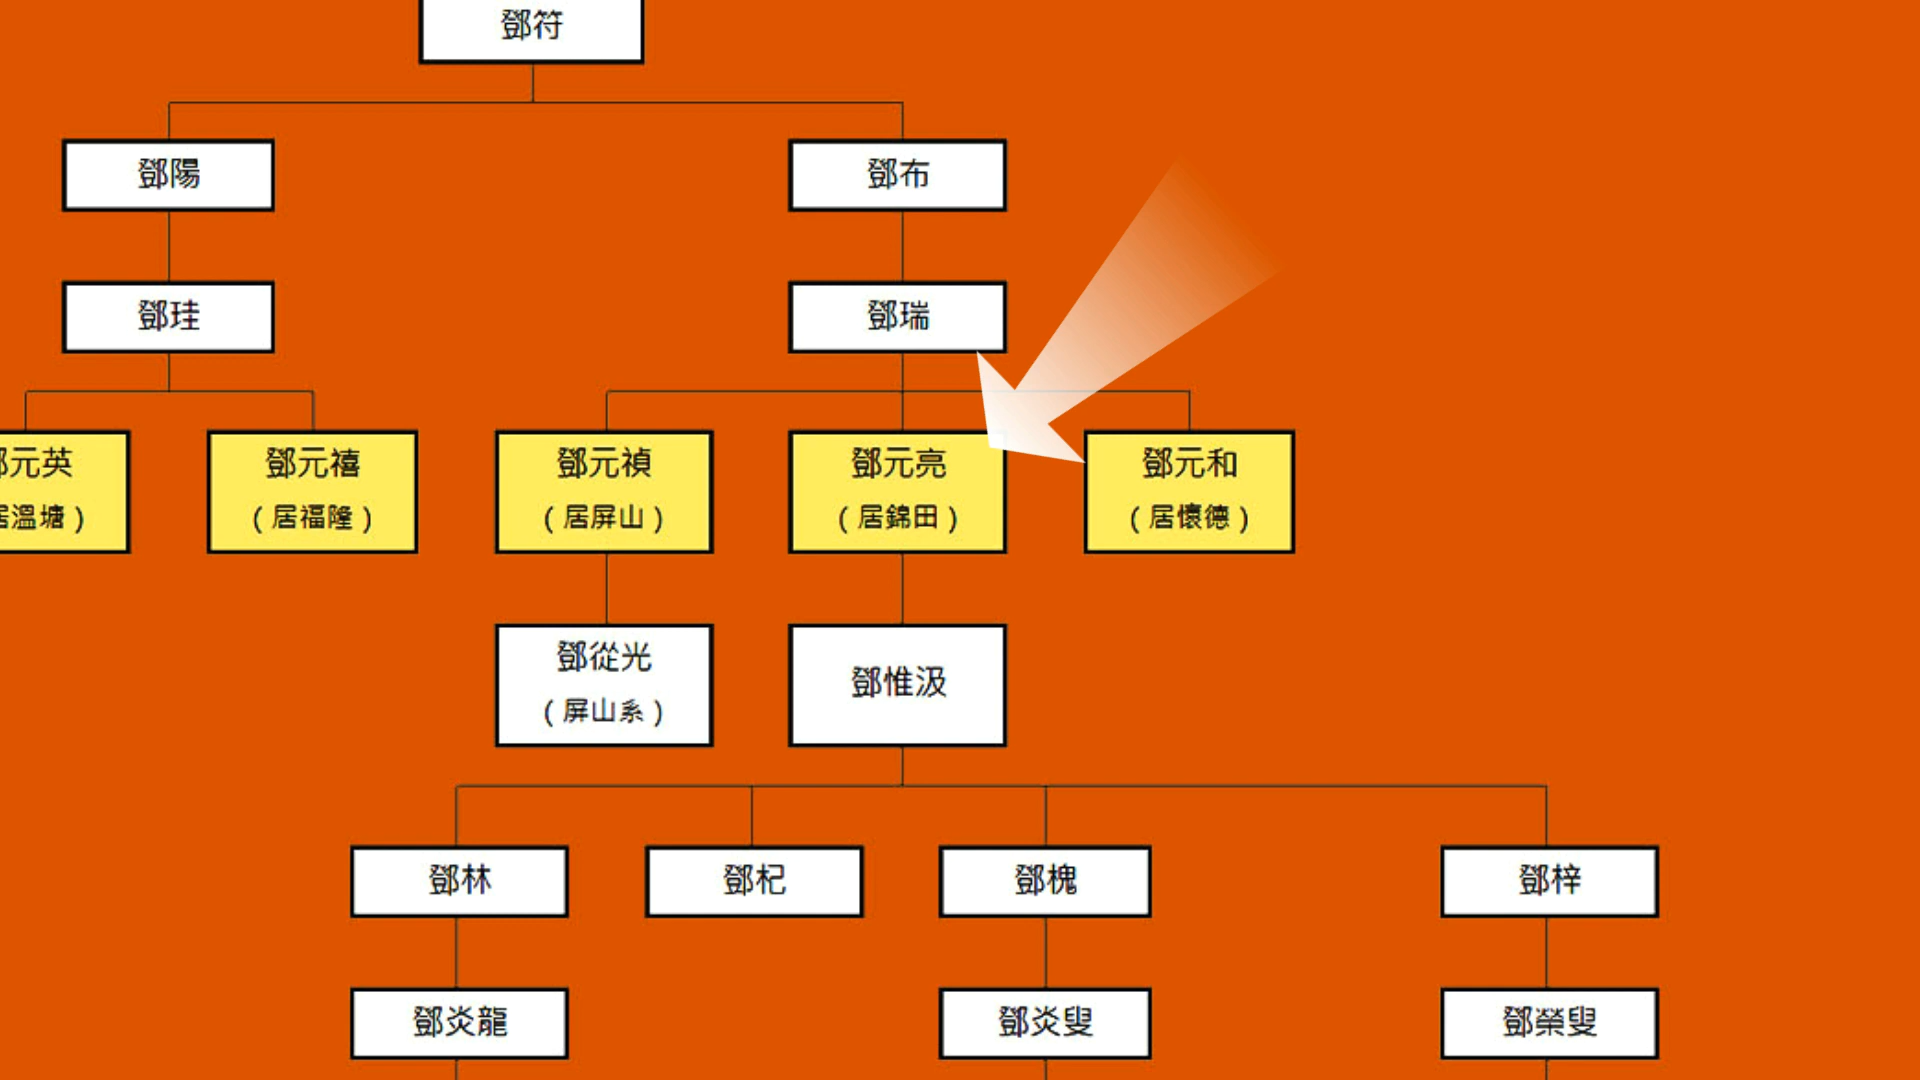 鄧符
鄧陽
鄧布
鄧珪
鄧瑞
鄧元英
居溫塘）
鄧元禧
（居福隆）
鄧元禎
（居屏山）
鄧元亮
（居錦田）
鄧元和
（居懷德）
鄧從光
（屏山系）
鄧惟汲
鄧林
鄧杞
鄧槐
鄧梓
鄧炎龍
鄧炎叟
鄧榮叟